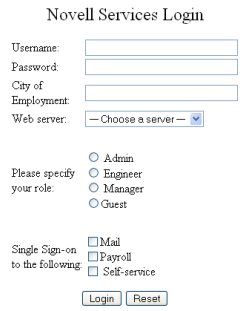 Novell Services Login
Username:
Password:
City of
Employment:
Web server: — Choose a server —
Admin
Please specify Engineer
your role: Manager
Guest
Mail
Single Sign-on Payroll
to the following: Self-service
Login Reset